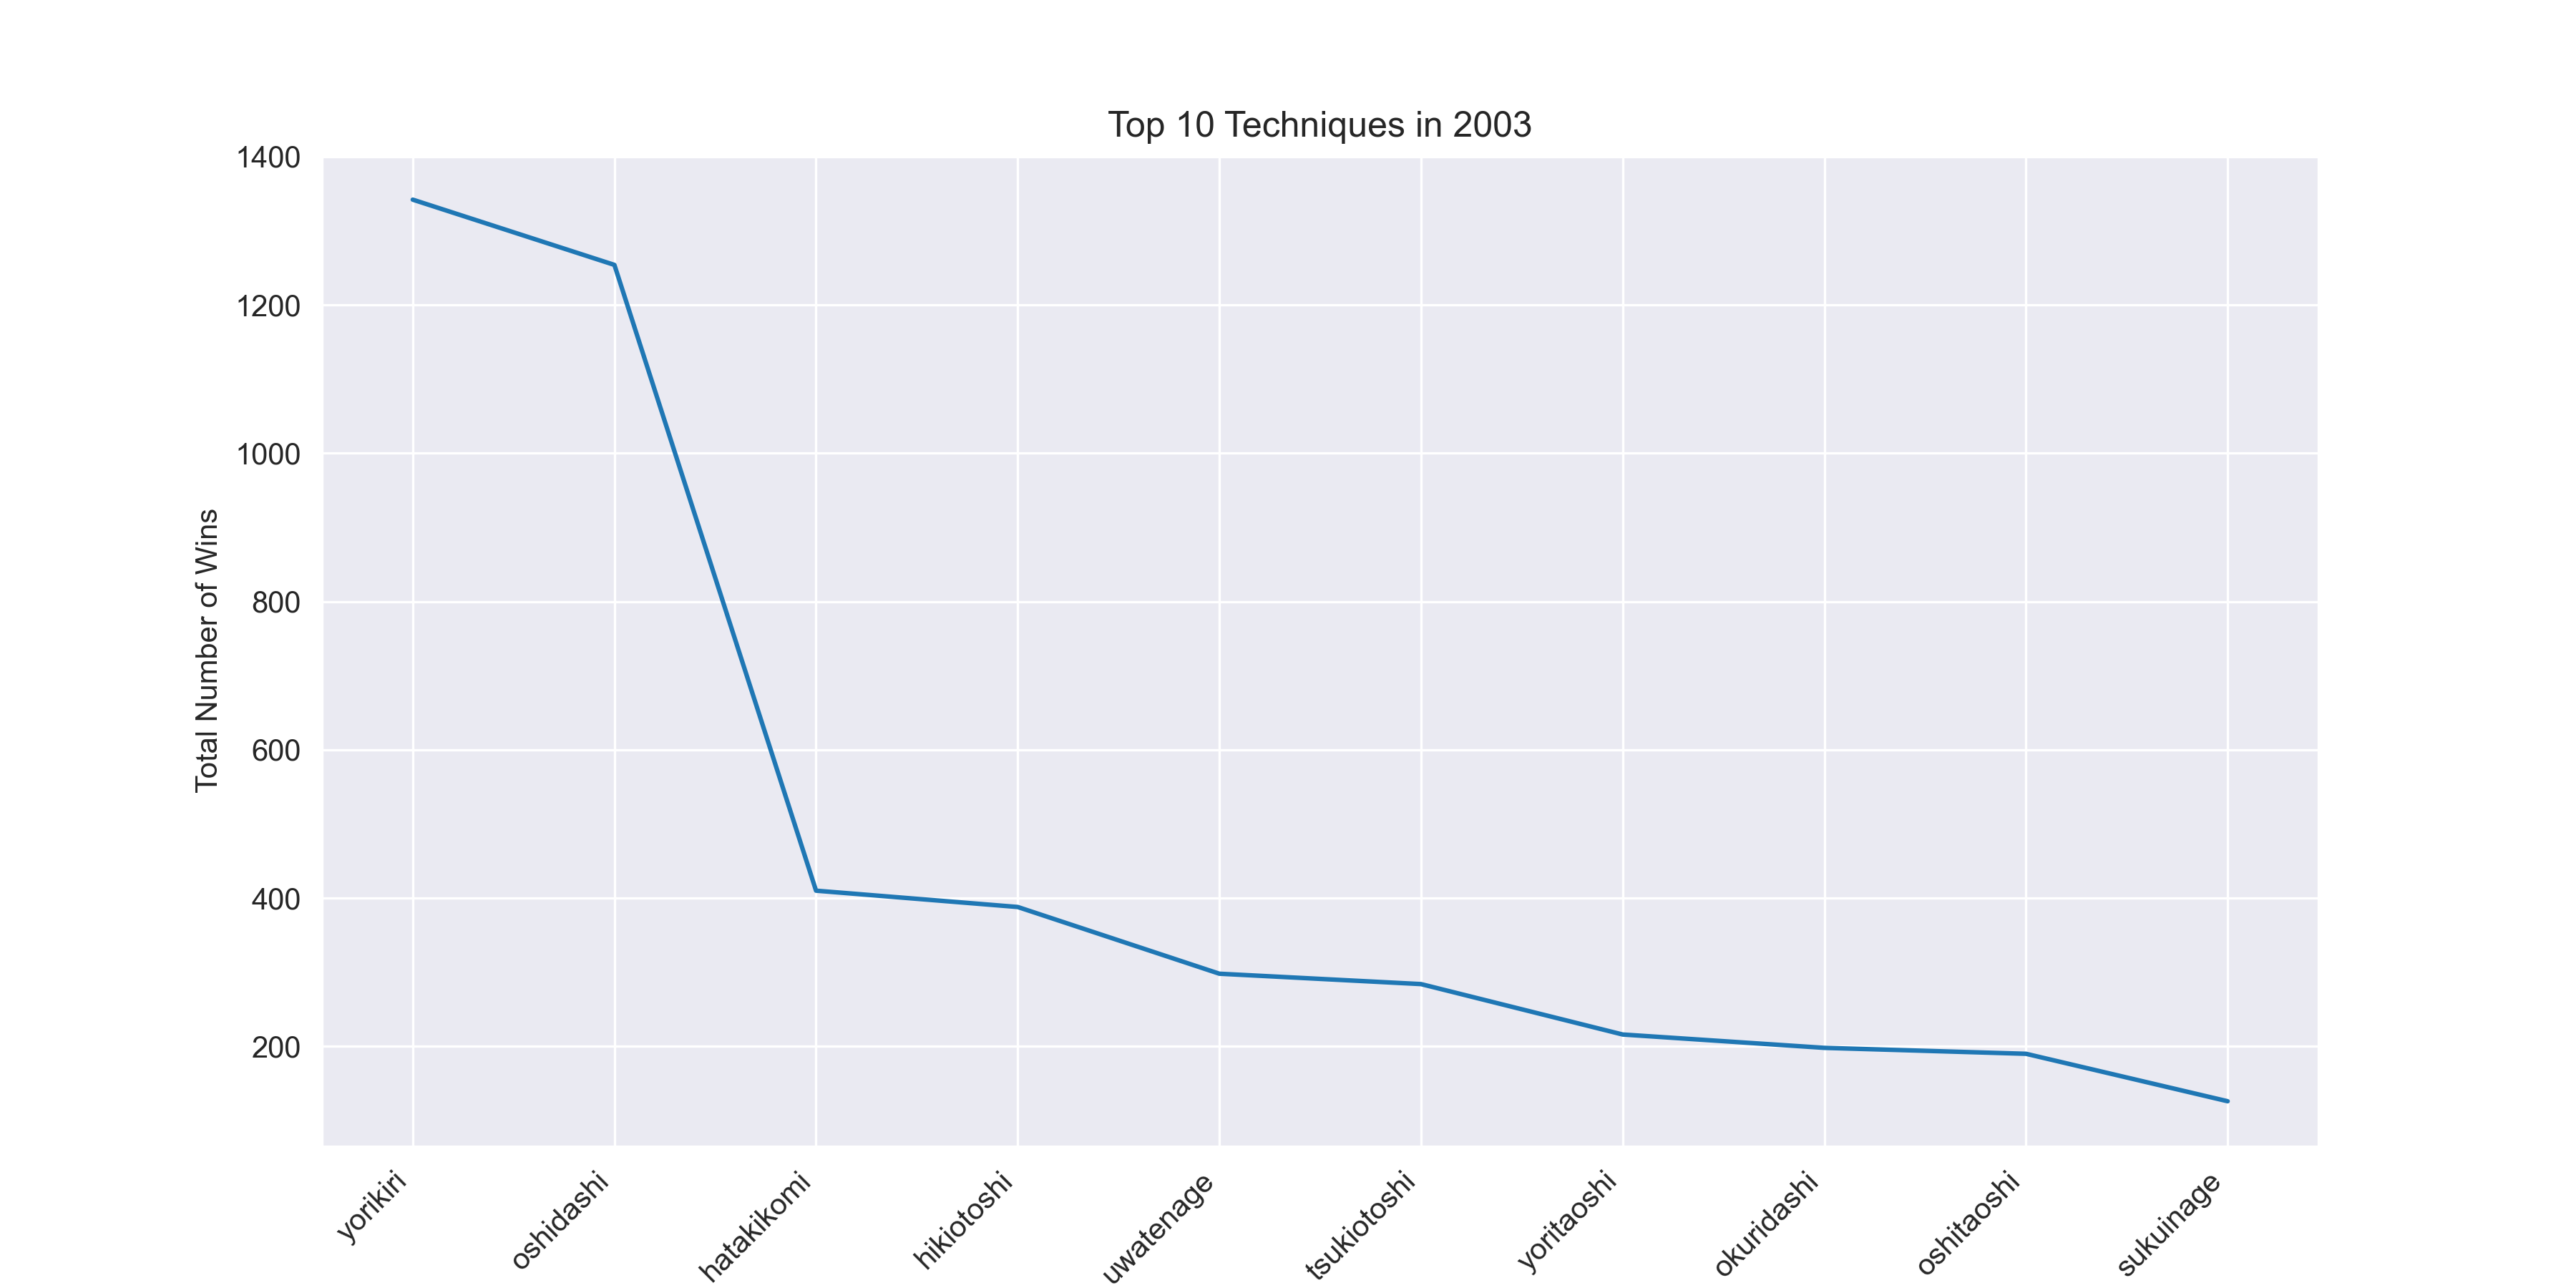 Top 10 Techniques in 2003
1400
1200
1000
800
600
400
200
Total Number of Wins
yorikiri
oshidashi
hatakikomi
hikiotoshi
uwatenage
tsukiotoshi
yoritaoshi
okuridashi
oshitaoshi
sukuinage